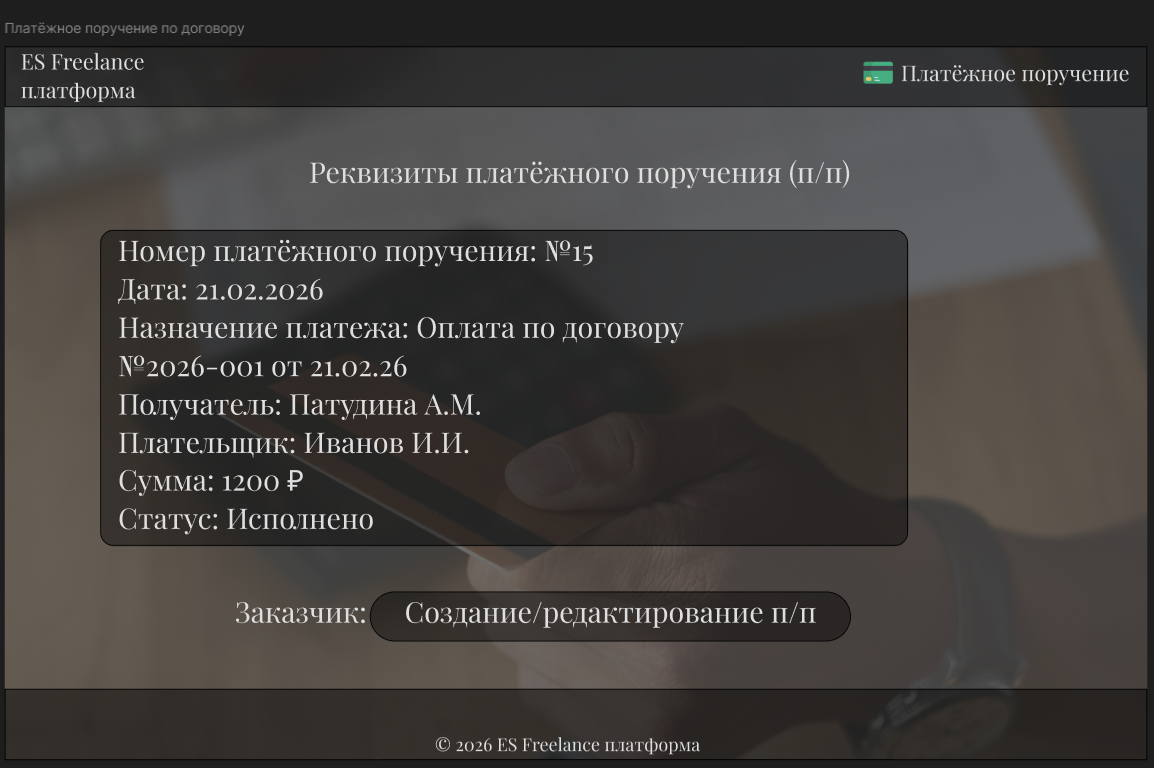 Платёжное поручение по договору
ES Freelance
платформа
Платёжное поручение
Реквизиты платёжного поручения (п/п)
Номер платёжного поручения: №15
Дата: 21.02.2026
Назначение платежа: Оплата по договору
№2026-001 от 21.02.26
Получатель: Патудина А.М.
Плательщик: Иванов И.И.
Сумма: 1200 ₽
Статус: Исполнено
Заказчик: Создание/редактирование п/п
© 2026 ES Freelance платформа